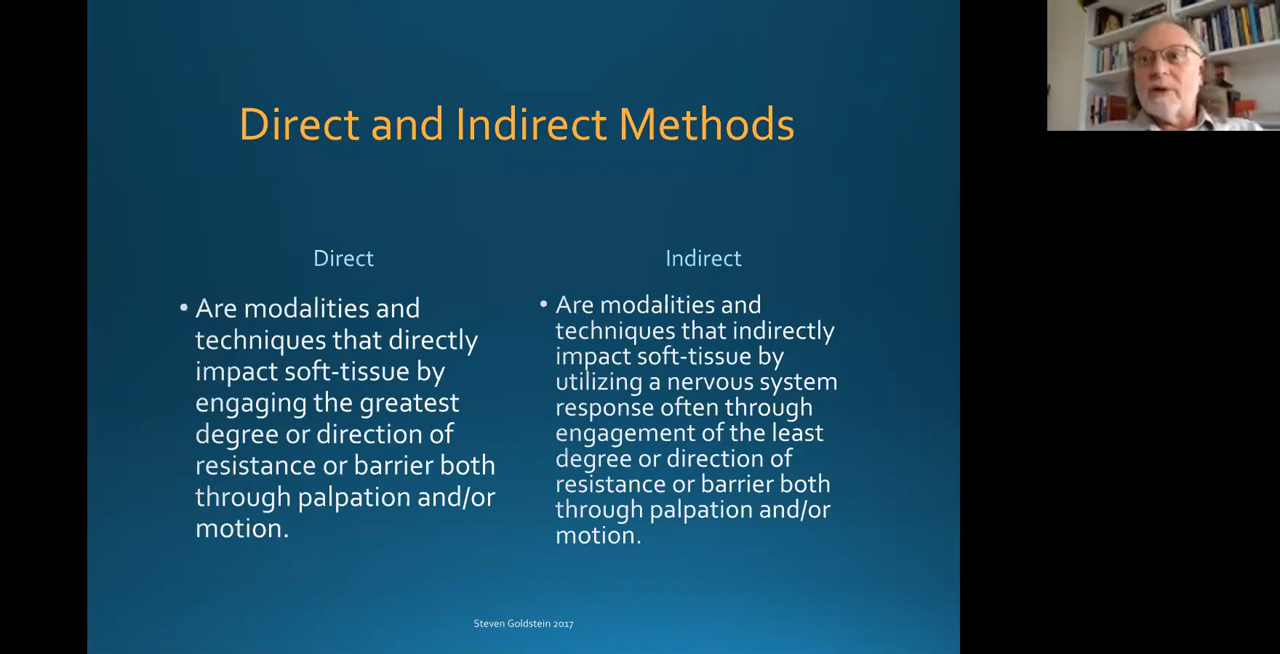 Direct and Indirect Methods
Direct
• Are modalities and
techniques that directly
impact soft-tissue by
engaging the greatest
degree or direction of
resistance or barrier both
through palpation and/or
motion.
Indirect
• Are modalities and
techniques that indirectly
impact soft-tissue by
utilizing a nervous system
response often through
engagement of the least
degree or direction of
resistance or barrier both
through palpation and/or
motion.
Steven Goldstein 2017